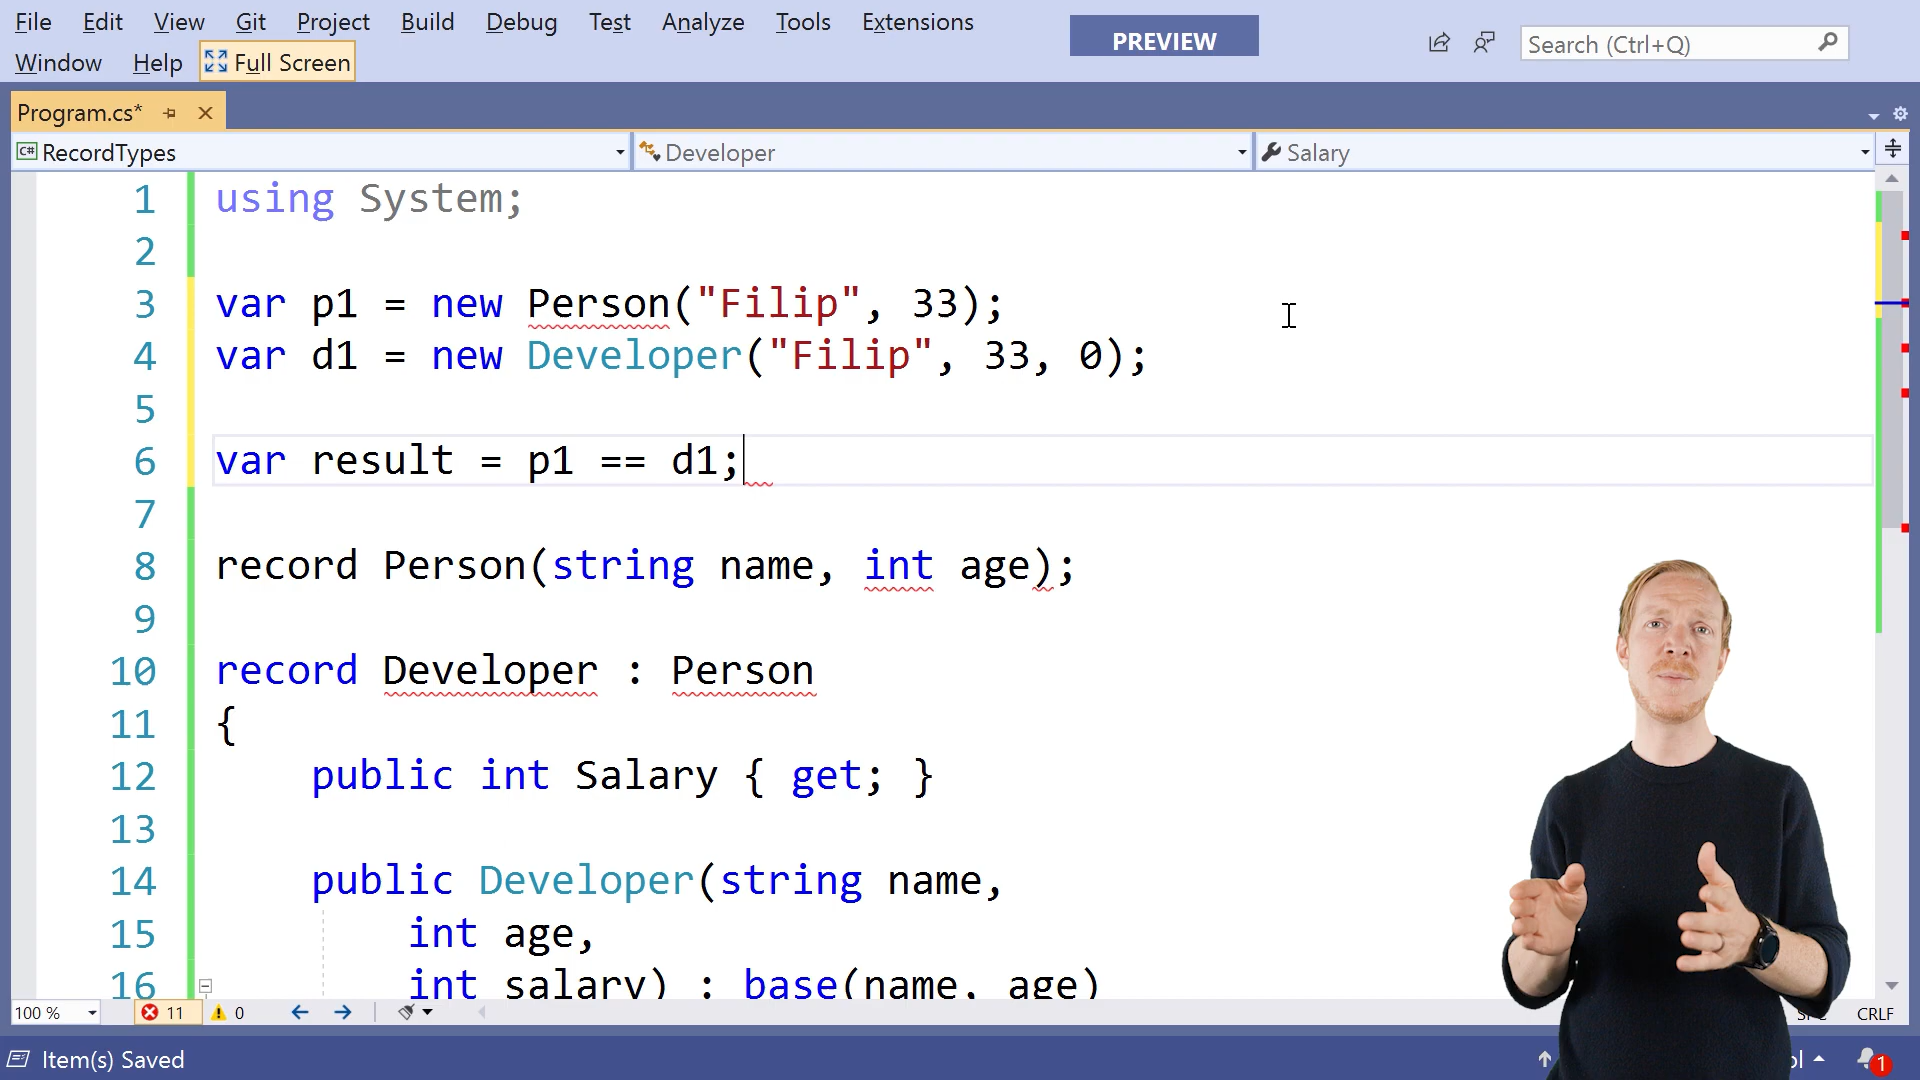 File Edit View Git Project Build Debug Test Analyze Tools Extensions
Window Help Full Screen
PREVIEW
Search (Ctrl+Q)
Program.cs*
C# RecordTypes
Developer
Salary
1 using System;
2
3 var p1 = new Person("Filip", 33);
4 var d1 = new Developer("Filip", 33, 0);
5
6 var result = p1 == d1;
7
8 record Person(string name, int age);
9
10 record Developer : Person
11 {
12 public int Salary { get; }
13
14 public Developer(string name,
15 int age,
16 int salary) : base(name, age)
100 % 11 0
CRLF
Item(s) Saved
1